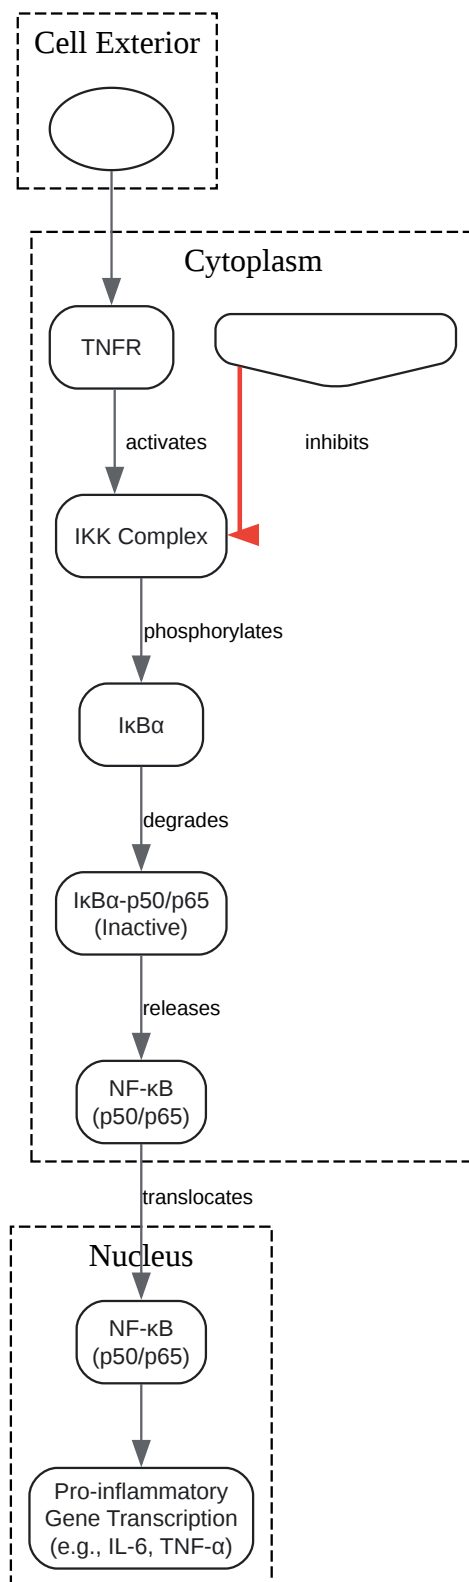 Cell Exterior
Cytoplasm
TNFR
activates
inhibits
IKK Complex
phosphorylates
IκBα
degrades
IκBα-p50/p65
(Inactive)
releases
NF-κB
(p50/p65)
translocates
Nucleus
NF-κB
(p50/p65)
Pro-inflammatory
Gene Transcription
(e.g., IL-6, TNF-α)